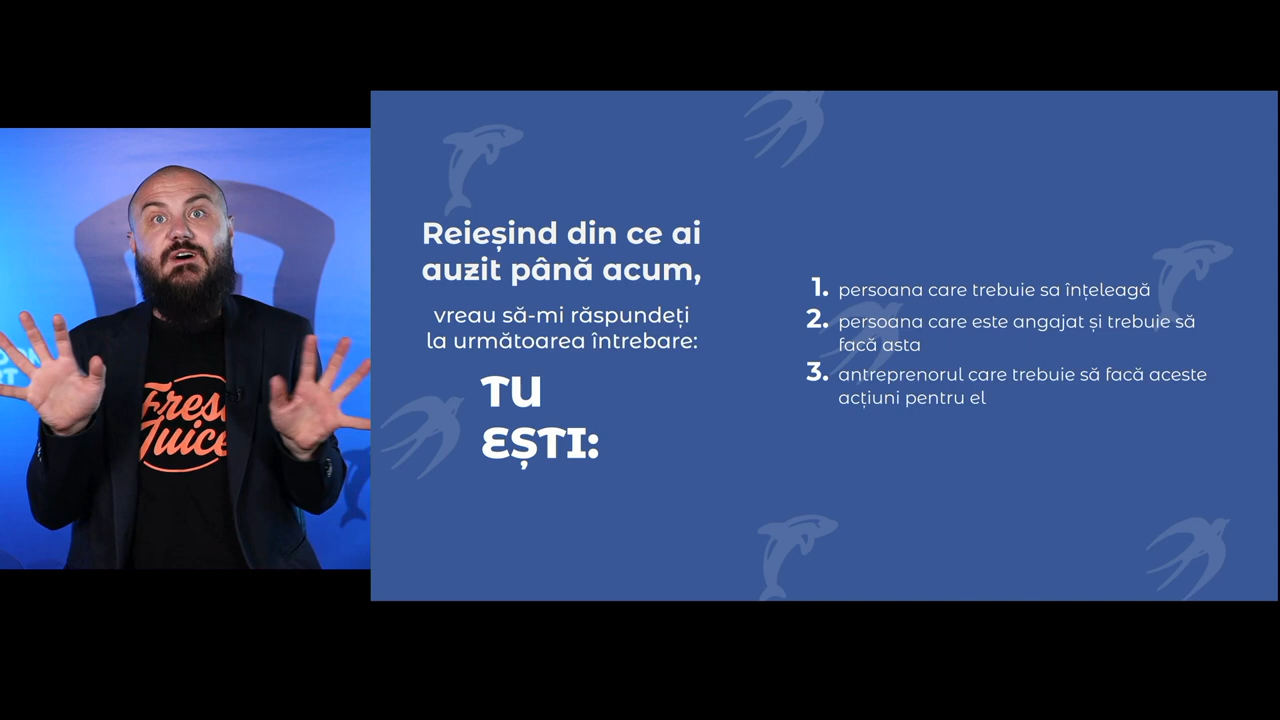 Reieșind din ce ai
auzit până acum,
vreau să-mi răspundeți
la următoarea întrebare:
TU
EȘTI:
1. persoana care trebuie sa înțeleagă
2. persoana care este angajat și trebuie să
facă asta
3. antreprenorul care trebuie să facă aceste
acțiuni pentru el
Fresh
Juice